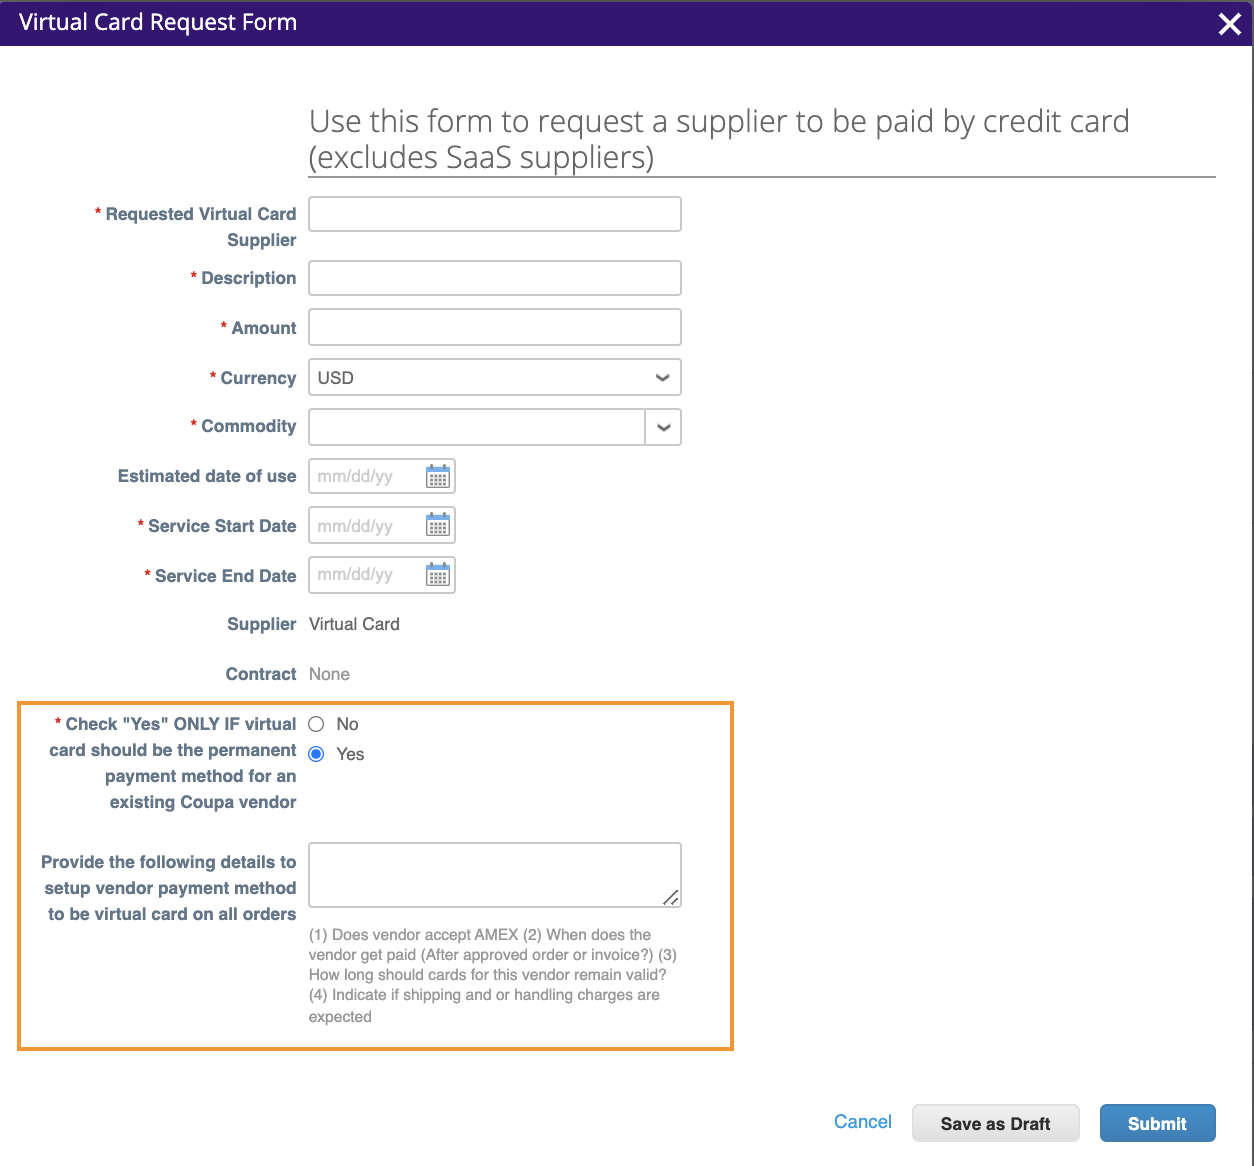 Virtual Card Request Form
Use this form to request a supplier to be paid by credit card
(excludes SaaS suppliers)
* Requested Virtual Card
Supplier
* Description
* Amount
* Currency
USD
* Commodity
Estimated date of use
mm/dd/yy
* Service Start Date
mm/dd/yy
* Service End Date
mm/dd/yy
Supplier
Virtual Card
Contract
None
* Check "Yes" ONLY IF virtual
card should be the permanent
payment method for an
existing Coupa vendor
No
Yes
Provide the following details to
setup vendor payment method
to be virtual card on all orders
(1) Does vendor accept AMEX (2) When does the
vendor get paid (After approved order or invoice?) (3)
How long should cards for this vendor remain valid?
(4) Indicate if shipping and or handling charges are
expected
Cancel
Save as Draft
Submit